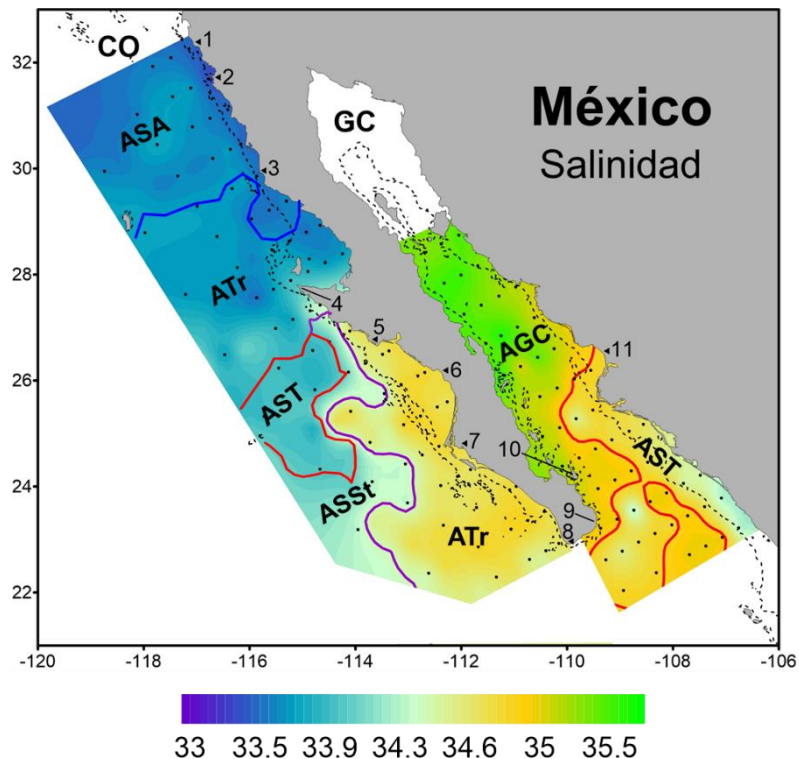 CO
GC
México
Salinidad
ASA
ATr
AGC
AST
AST
ASSt
ATr
1
2
3
4
5
6
7
8
9
10
11
32
30
28
26
24
22
-120
-118
-116
-114
-112
-110
-108
-106
33
33.5
33.9
34.3
34.6
35
35.5